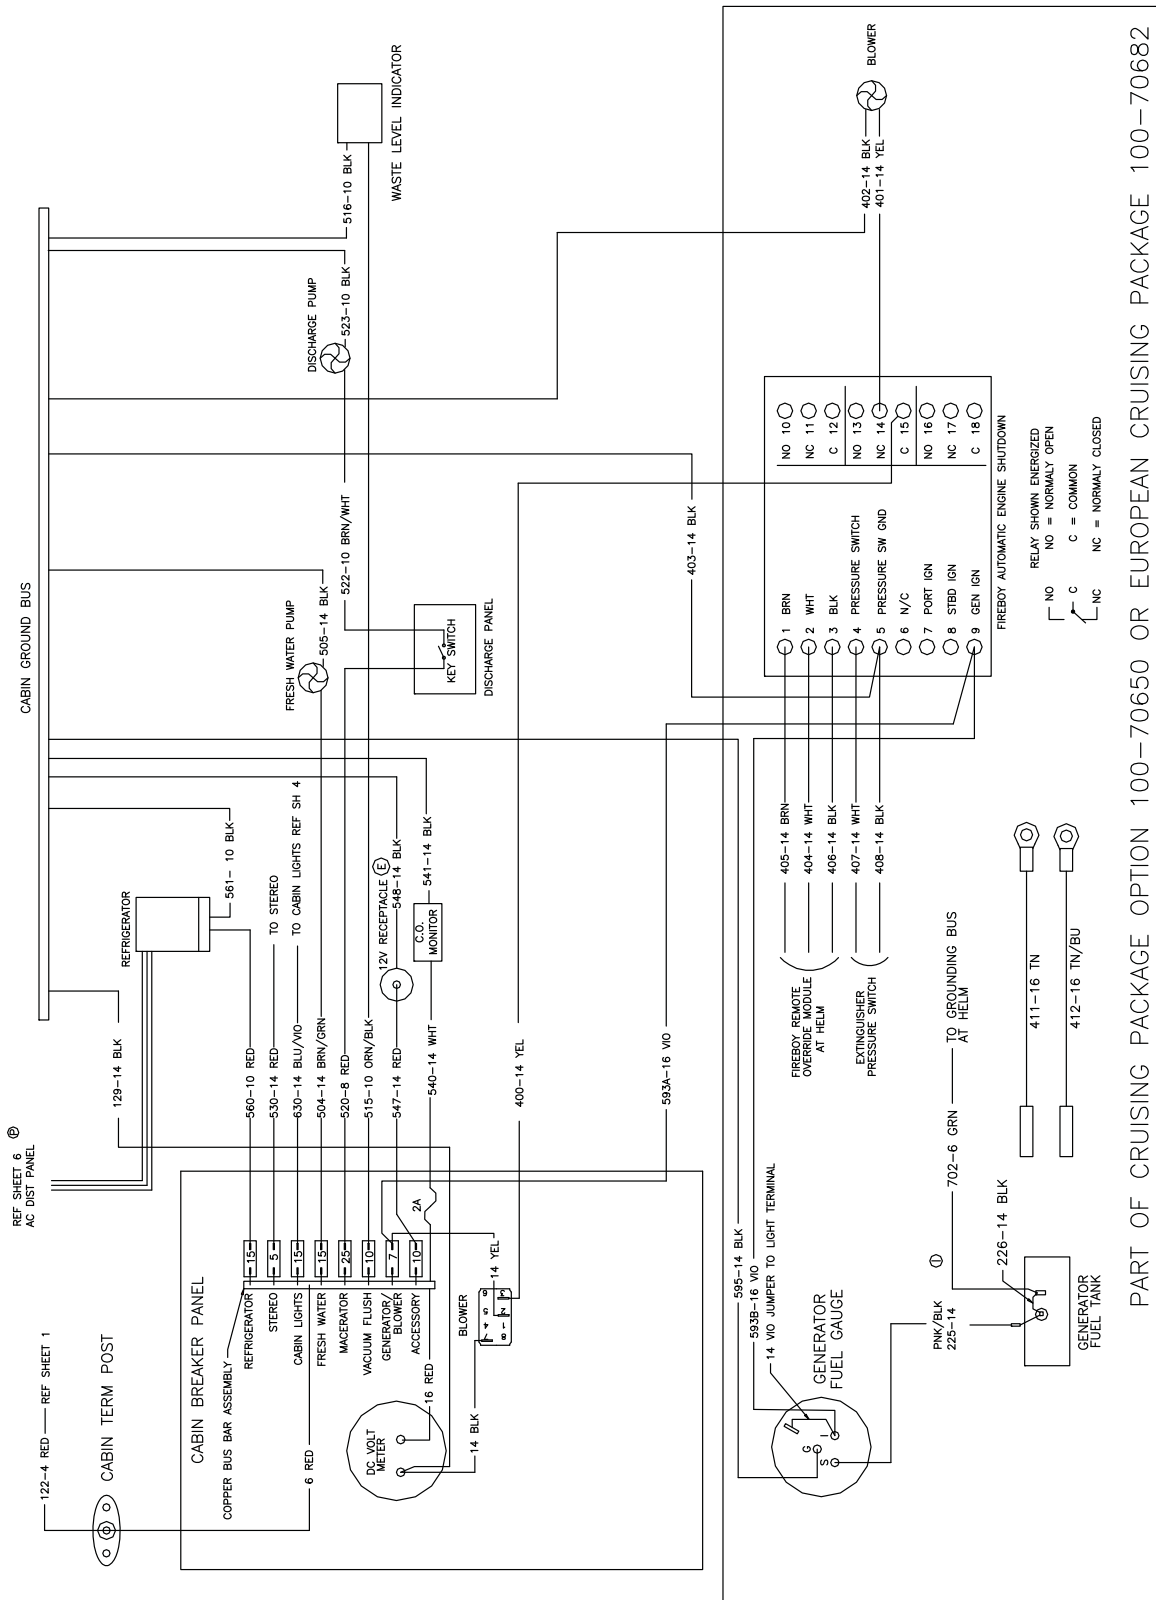 REF SHEET 6 Ⓟ
AC DIST PANEL
122-4 RED
REF SHEET 1
CABIN TERM POST
CABIN GROUND BUS
129-14 BLK
REFRIGERATOR
561- 10 BLK
FRESH WATER PUMP
505-14 BLK
DISCHARGE PUMP
523-10 BLK
516-10 BLK
WASTE LEVEL INDICATOR
522-10 BRN/WHT
KEY SWITCH
DISCHARGE PANEL
CABIN BREAKER PANEL
COPPER BUS BAR ASSEMBLY
6 RED
REFRIGERATOR
15
560-10 RED
STEREO
5
530-14 RED
TO STEREO
CABIN LIGHTS
15
630-14 BLU/VIO
TO CABIN LIGHTS REF SH 4
FRESH WATER
15
504-14 BRN/GRN
MACERATOR
25
520-8 RED
VACUUM FLUSH
10
515-10 ORN/BLK
GENERATOR/
BLOWER
7
ACCESSORY
10
547-14 RED
12V RECEPTACLE Ⓔ
548-14 BLK
2A
540-14 WHT
C.O.
MONITOR
541-14 BLK
DC VOLT
METER
16 RED
14 BLK
BLOWER
14 YEL
7 4 5 6
8 1 2 3
400-14 YEL
593A-16 VIO
403-14 BLK
402-14 BLK
401-14 YEL
BLOWER
595-14 BLK
593B-16 VIO
14 VIO JUMPER TO LIGHT TERMINAL
GENERATOR
FUEL GAUGE
G
S
I
PNK/BLK
225-14
Ⓘ
702-6 GRN
TO GROUNDING BUS
AT HELM
226-14 BLK
GENERATOR
FUEL TANK
FIREBOY REMOTE
OVERRIDE MODULE
AT HELM
405-14 BRN
404-14 WHT
406-14 BLK
EXTINGUISHER
PRESSURE SWITCH
407-14 WHT
408-14 BLK
1 BRN
2 WHT
3 BLK
4 PRESSURE SWITCH
5 PRESSURE SW GND
6 N/C
7 PORT IGN
8 STBD IGN
9 GEN IGN
NO 10
NC 11
C 12
NO 13
NC 14
C 15
NO 16
NC 17
C 18
FIREBOY AUTOMATIC ENGINE SHUTDOWN
RELAY SHOWN ENERGIZED
NO
NO = NORMALY OPEN
C
C = COMMON
NC
NC = NORMALY CLOSED
411-16 TN
412-16 TN/BU
PART OF CRUISING PACKAGE OPTION 100-70650 OR EUROPEAN CRUISING PACKAGE 100-70682